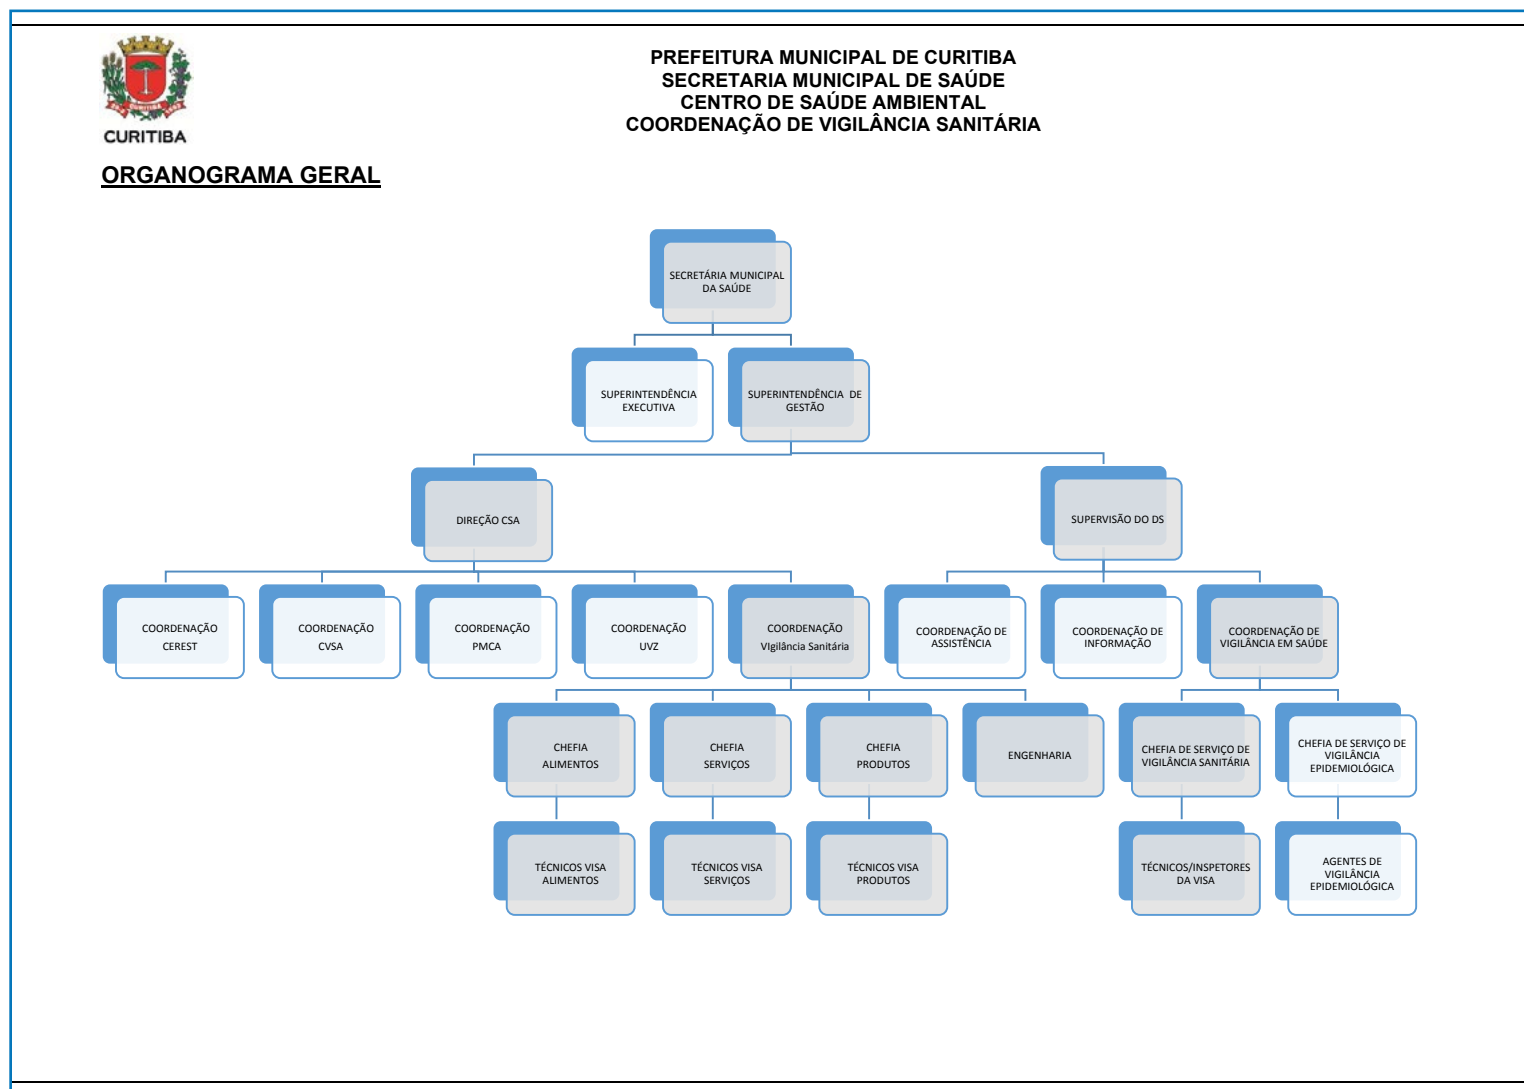 PREFEITURA MUNICIPAL DE CURITIBA
SECRETARIA MUNICIPAL DE SAÚDE
CENTRO DE SAÚDE AMBIENTAL
COORDENAÇÃO DE VIGILÂNCIA SANITÁRIA
CURITIBA
CURITIBA
ORGANOGRAMA GERAL
SECRETÁRIA MUNICIPAL
DA SAÚDE
SUPERINTENDÊNCIA
EXECUTIVA
SUPERINTENDÊNCIA DE
GESTÃO
DIREÇÃO CSA
SUPERVISÃO DO DS
COORDENAÇÃO
CEREST
COORDENAÇÃO
CVSA
COORDENAÇÃO
PMCA
COORDENAÇÃO
UVZ
COORDENAÇÃO
VIgilância Sanitária
COORDENAÇÃO DE
ASSISTÊNCIA
COORDENAÇÃO DE
INFORMAÇÃO
COORDENAÇÃO DE
VIGILÂNCIA EM SAÚDE
CHEFIA
ALIMENTOS
CHEFIA
SERVIÇOS
CHEFIA
PRODUTOS
ENGENHARIA
CHEFIA DE SERVIÇO DE
VIGILÂNCIA SANITÁRIA
CHEFIA DE SERVIÇO DE
VIGILÂNCIA
EPIDEMIOLÓGICA
TÉCNICOS VISA
ALIMENTOS
TÉCNICOS VISA
SERVIÇOS
TÉCNICOS VISA
PRODUTOS
TÉCNICOS/INSPETORES
DA VISA
AGENTES DE
VIGILÂNCIA
EPIDEMIOLÓGICA